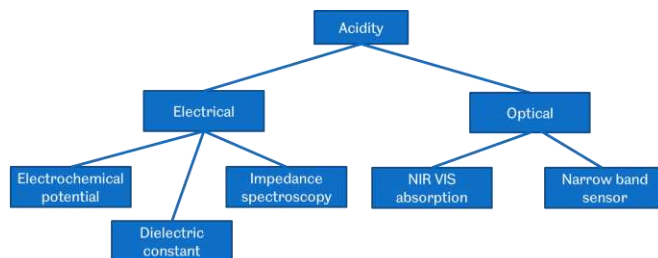 Acidity
Electrical
Optical
Electrochemical
potential
Impedance
spectroscopy
NIR VIS
absorption
Narrow band
sensor
Dielectric
constant